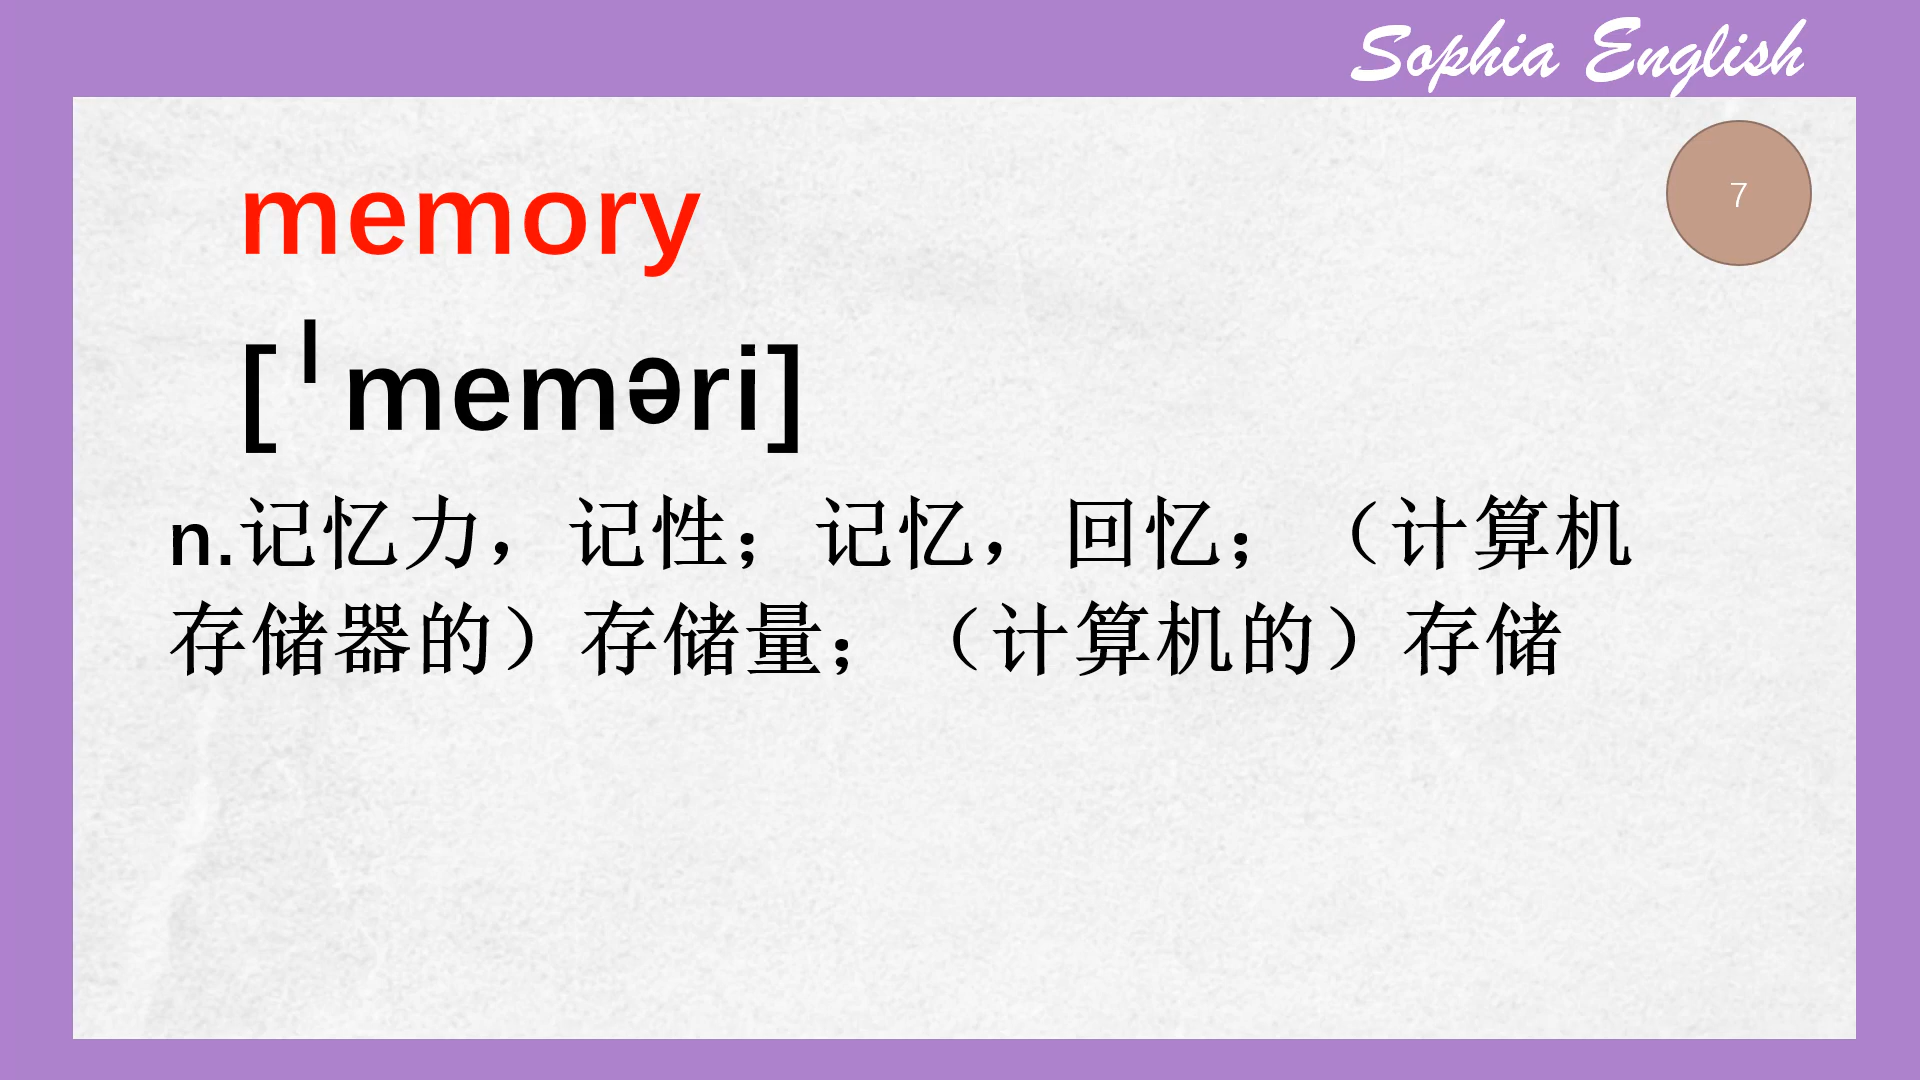 Sophia English
7
memory
[ˈmeməri]
n.记忆力，记性；记忆，回忆；（计算机
存储器的）存储量；（计算机的）存储